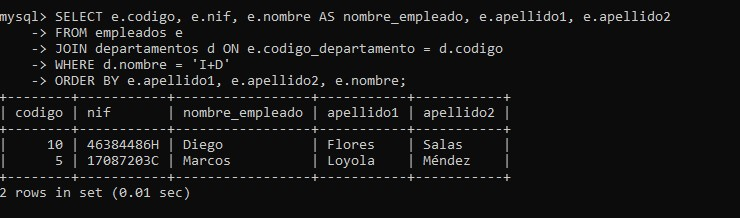 mysql> SELECT e.codigo, e.nif, e.nombre AS nombre_empleado, e.apellido1, e.apellido2
    -> FROM empleados e
    -> JOIN departamentos d ON e.codigo_departamento = d.codigo
    -> WHERE d.nombre = 'I+D'
    -> ORDER BY e.apellido1, e.apellido2, e.nombre;
+--------+-----------+-----------------+-----------+-----------+
| codigo | nif       | nombre_empleado | apellido1 | apellido2 |
+--------+-----------+-----------------+-----------+-----------+
|     10 | 46384486H | Diego           | Flores    | Salas     |
|      5 | 17087203C | Marcos          | Loyola    | Méndez    |
+--------+-----------+-----------------+-----------+-----------+
2 rows in set (0.01 sec)